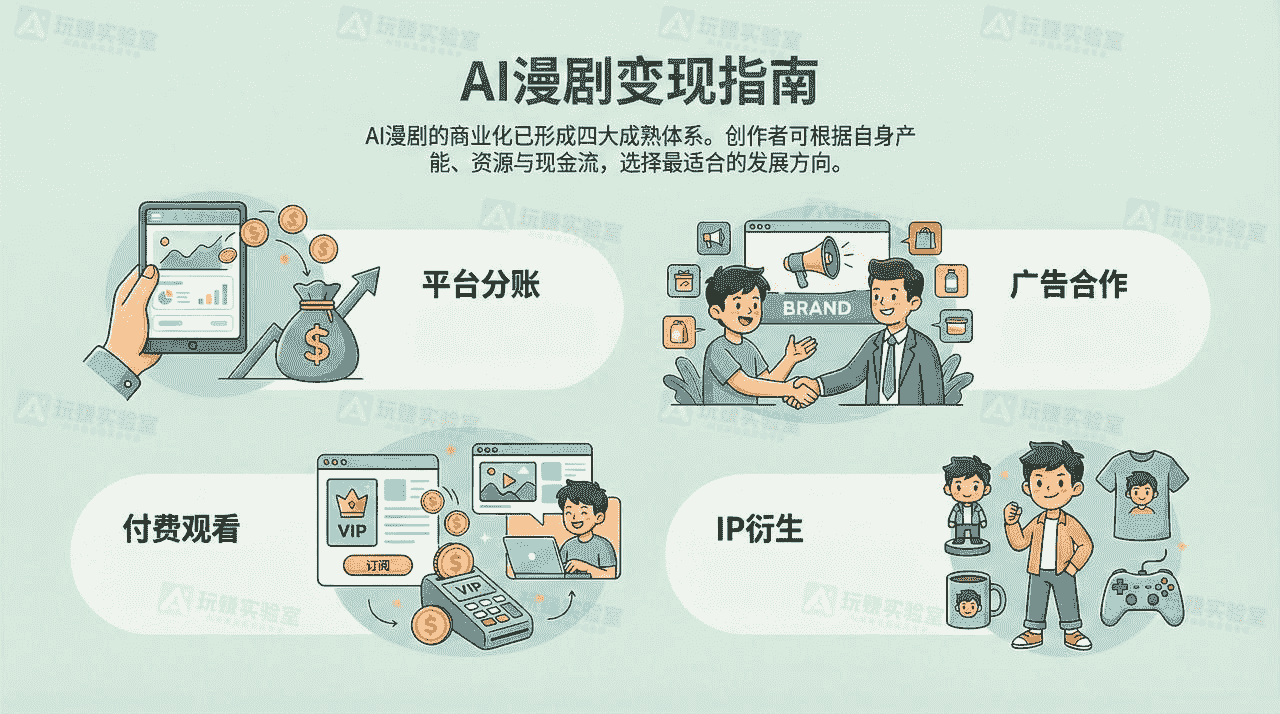 AI漫剧变现指南
AI漫剧的商业化已形成四大成熟体系。创作者可根据自身产
能、资源与现金流，选择最适合的发展方向。
平台分账
BRAND
广告合作
VIP
订阅
VIP
付费观看
IP衍生
玩赚实验室